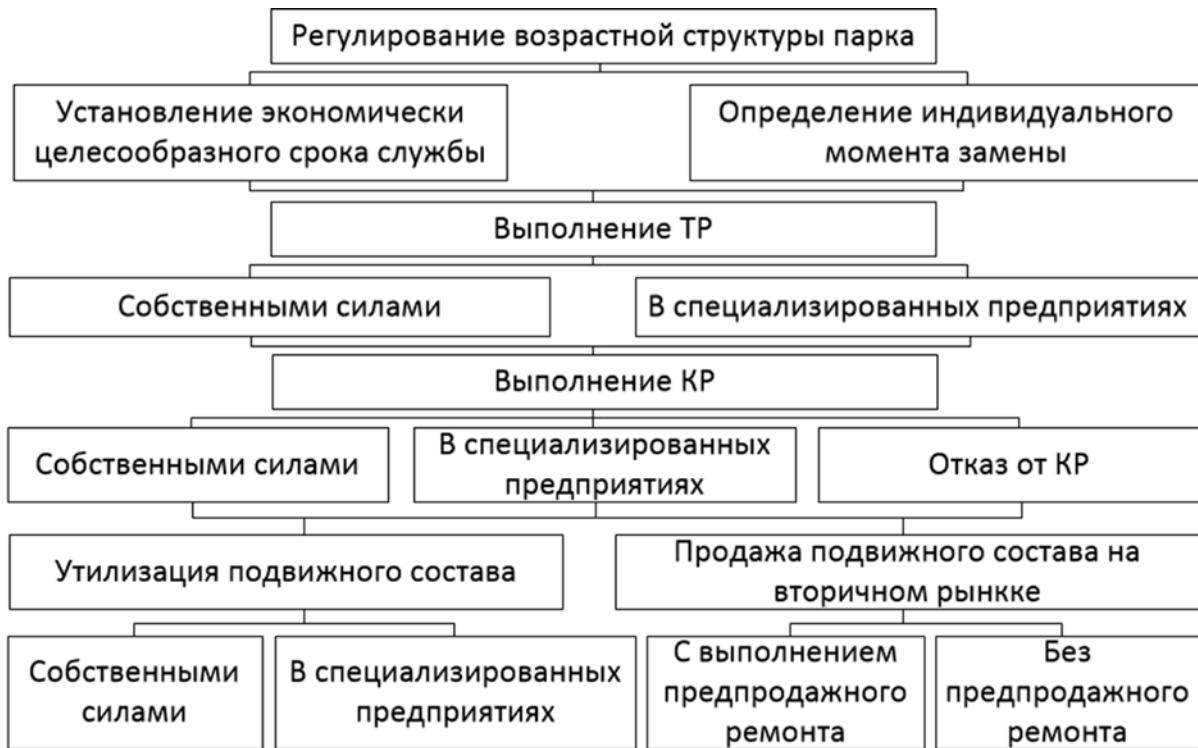 Регулирование возрастной структуры парка
Установление экономически
целесообразного срока службы
Определение индивидуального
момента замены
Выполнение ТР
Собственными силами
В специализированных предприятиях
Выполнение КР
Собственными силами
В специализированных
предприятиях
Отказ от КР
Утилизация подвижного состава
Продажа подвижного состава на
вторичном рынкке
Собственными
силами
В специализированных
предприятиях
С выполнением
предпродажного
ремонта
Без
предпродажного
ремонта